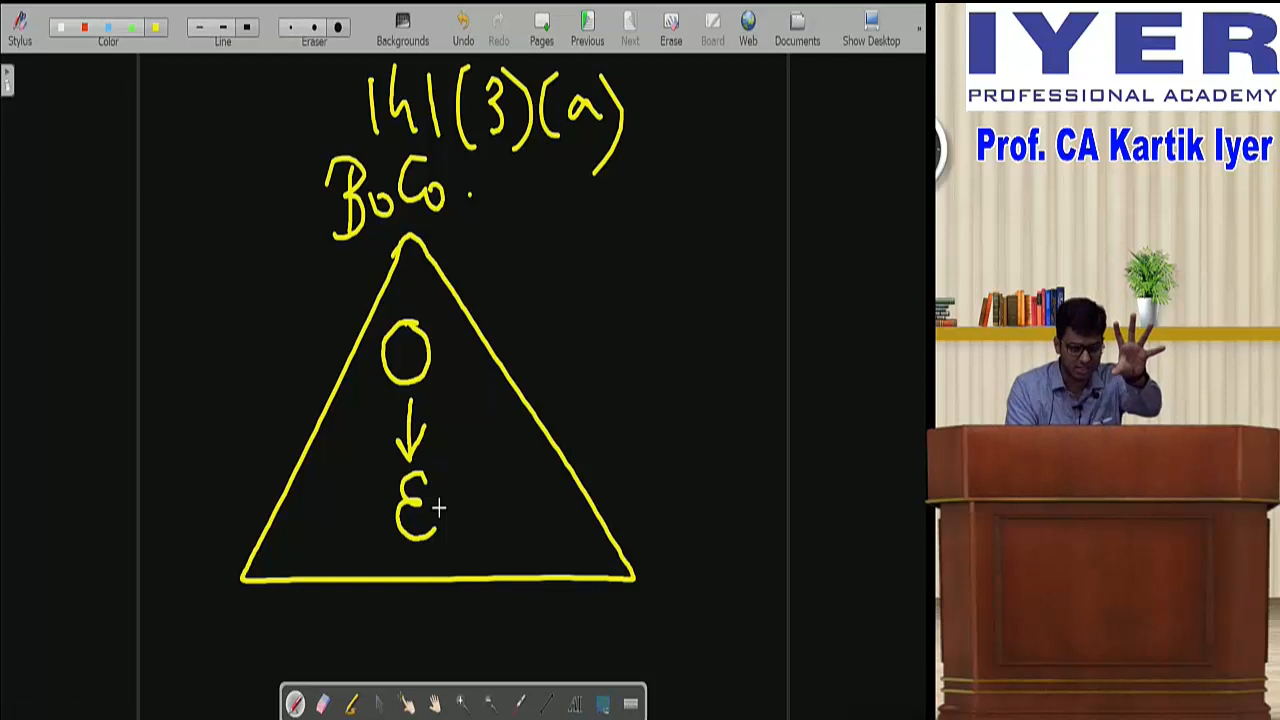 Stylus
Color
Line
Eraser
Backgrounds
Undo
Redo
Pages
Previous
Next
Erase
Board
Web
Documents
Show Desktop
IYER
PROFESSIONAL ACADEMY
Prof. CA Kartik Iyer
141(3)(a)
BoCo.
O
E
AI